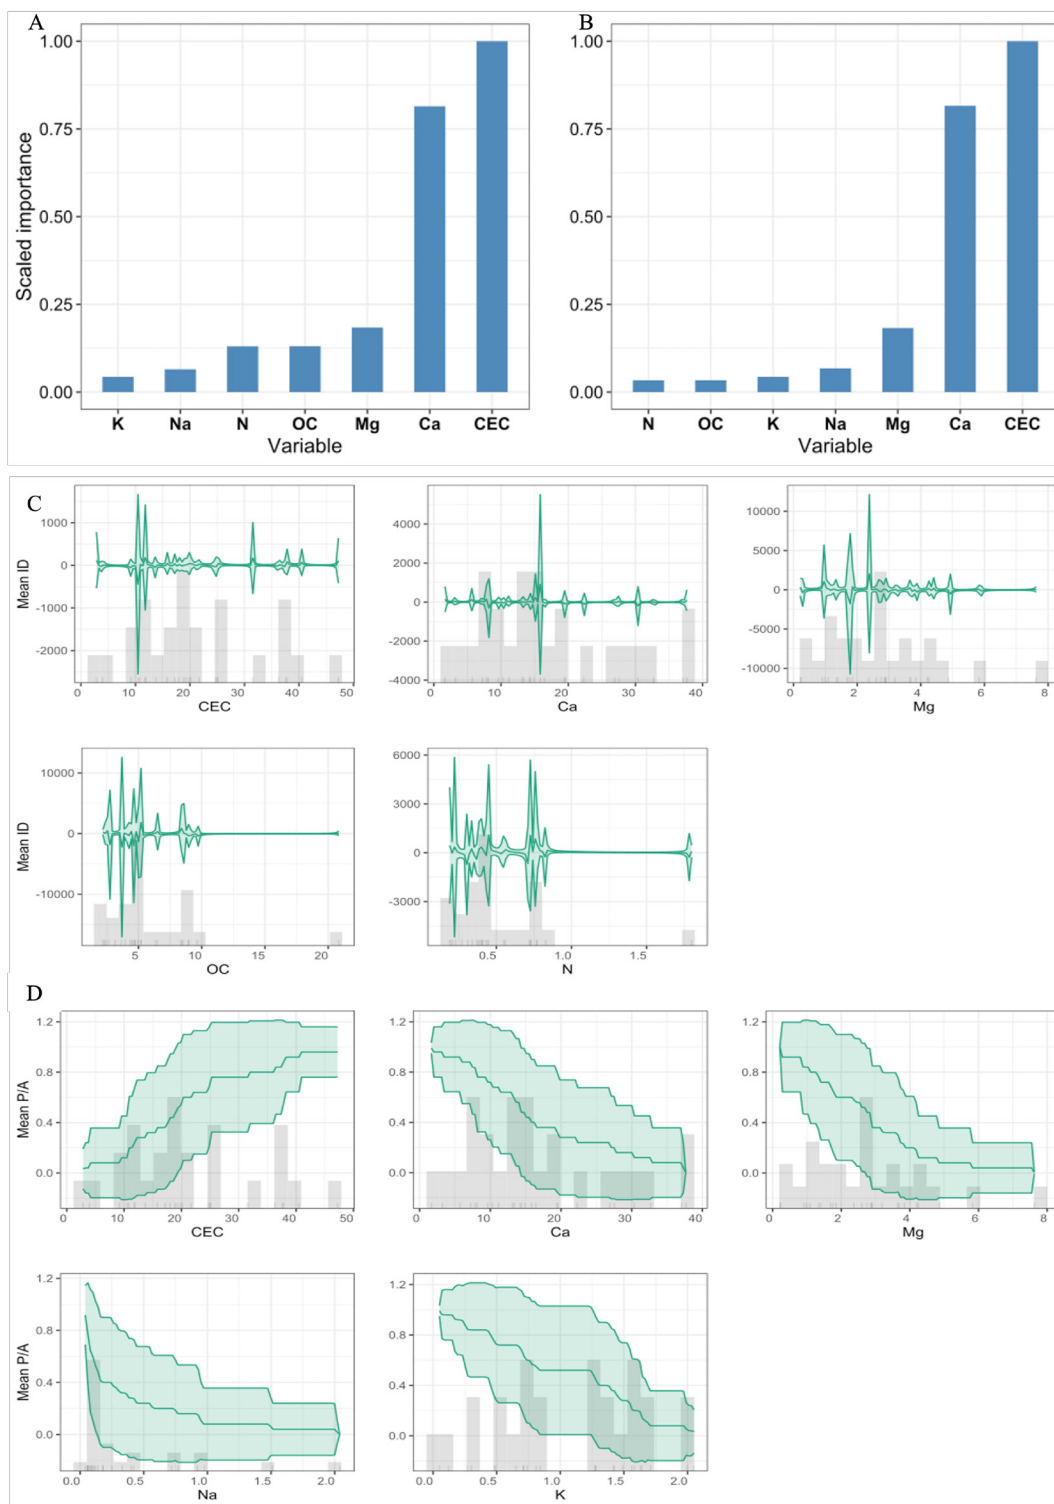 A
B
Scaled importance
1.00
0.75
0.50
0.25
0.00
K Na N OC Mg Ca CEC
Variable
1.00
0.75
0.50
0.25
0.00
N OC K Na Mg Ca CEC
Variable
C
Mean ID
1000
0
-1000
-2000
0 10 20 30 40 50
CEC
4000
2000
0
-2000
-4000
0 10 20 30 40
Ca
10000
5000
0
-5000
-10000
0 2 4 6 8
Mg
Mean ID
10000
0
-10000
5 10 15 20
OC
6000
3000
0
-3000
0.5 1.0 1.5
N
D
Mean P/A
1.2
0.8
0.4
0.0
0 10 20 30 40 50
CEC
1.2
0.8
0.4
0.0
0 10 20 30 40
Ca
1.2
0.8
0.4
0.0
0 2 4 6 8
Mg
Mean P/A
1.2
0.8
0.4
0.0
0.0 0.5 1.0 1.5 2.0
Na
1.2
0.8
0.4
0.0
0.0 0.5 1.0 1.5 2.0
K